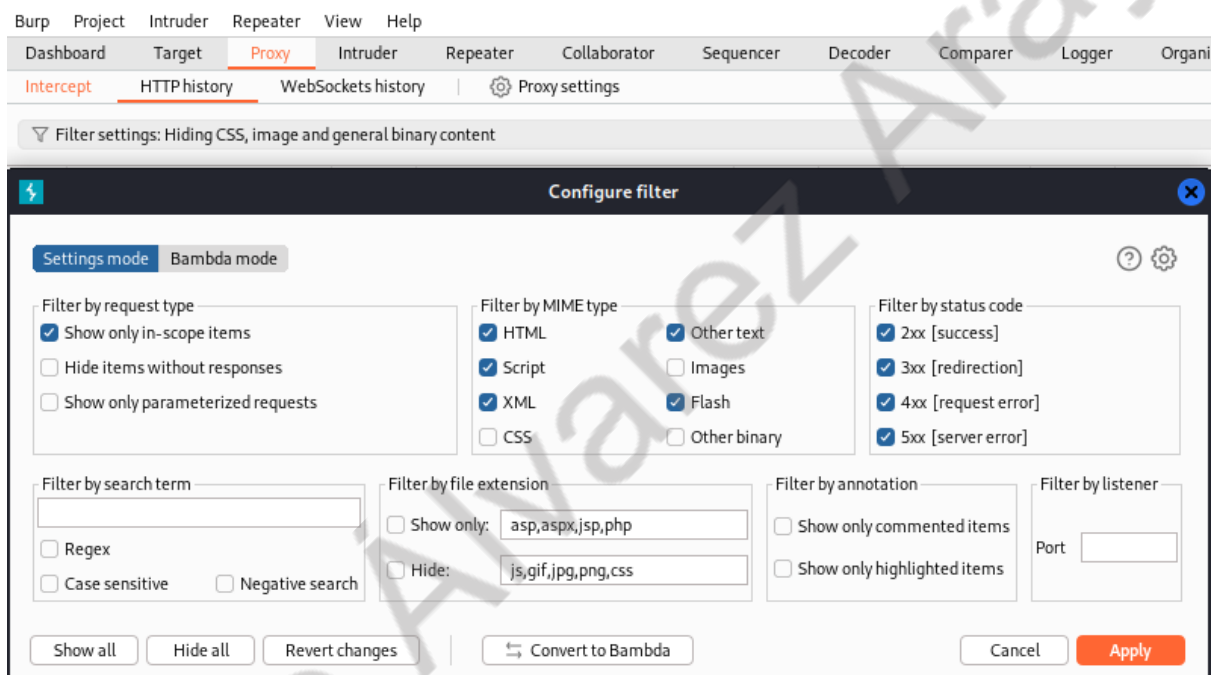 Burp Project Intruder Repeater View Help
Dashboard Target Proxy Intruder Repeater Collaborator Sequencer Decoder Comparer Logger Organi
Intercept HTTP history WebSockets history Proxy settings
Filter settings: Hiding CSS, image and general binary content
Configure filter
Settings mode Bambda mode
Filter by request type
Show only in-scope items
Hide items without responses
Show only parameterized requests
Filter by MIME type
HTML Other text
Script Images
XML Flash
CSS Other binary
Filter by status code
2xx [success]
3xx [redirection]
4xx [request error]
5xx [server error]
Filter by search term
Regex
Case sensitive Negative search
Filter by file extension
Show only: asp,aspx,jsp,php
Hide: js,gif,jpg,png,css
Filter by annotation
Show only commented items
Show only highlighted items
Filter by listener
Port
Show all Hide all Revert changes Convert to Bambda Cancel Apply
Álvarez Ara